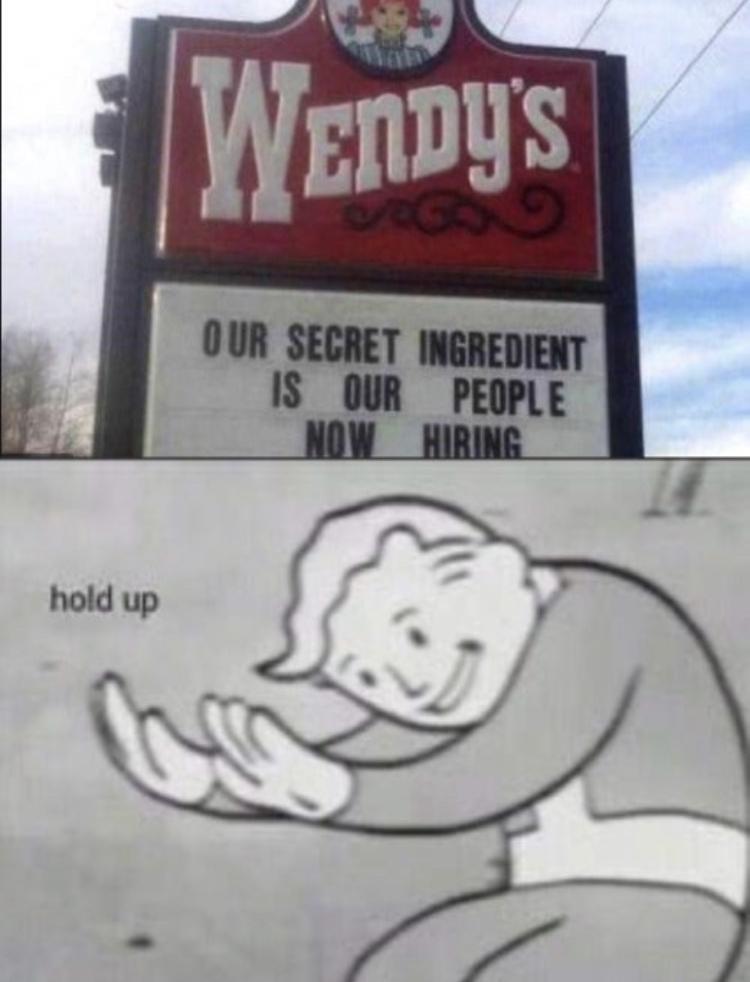 WENDY'S
OUR SECRET INGREDIENT
IS OUR PEOPLE
NOW HIRING
hold up